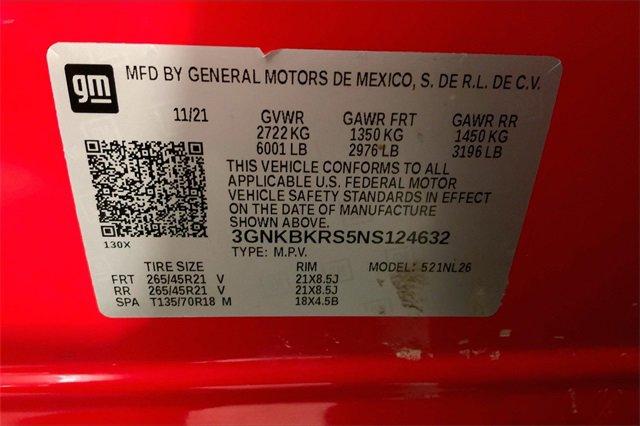 gm
MFD BY GENERAL MOTORS DE MEXICO, S. DE R.L. DE C.V.
11/21 GVWR GAWR FRT GAWR RR
2722 KG 1350 KG 1450 KG
6001 LB 2976 LB 3196 LB
THIS VEHICLE CONFORMS TO ALL
APPLICABLE U.S. FEDERAL MOTOR
VEHICLE SAFETY STANDARDS IN EFFECT
ON THE DATE OF MANUFACTURE
SHOWN ABOVE.
130X
3GNKBKRS5NS124632
TYPE: M.P.V.
TIRE SIZE RIM MODEL: 521NL26
FRT 265/45R21 V 21X8.5J
RR 265/45R21 V 21X8.5J
SPA T135/70R18 M 18X4.5B